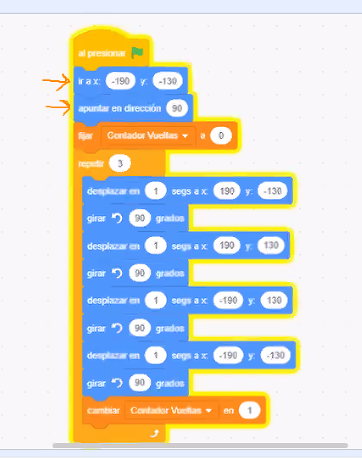 al presionar
ir a x: -190 y: -130
apuntar en dirección 90
fijar Contador Vueltas a 0
repetir 3
desplazar en 1 segs a x: 190 y: -130
girar 90 grados
desplazar en 1 segs a x: 190 y: 130
girar 90 grados
desplazar en 1 segs a x: -190 y: 130
girar 90 grados
desplazar en 1 segs a x: -190 y: -130
girar 90 grados
cambiar Contador Vueltas en 1